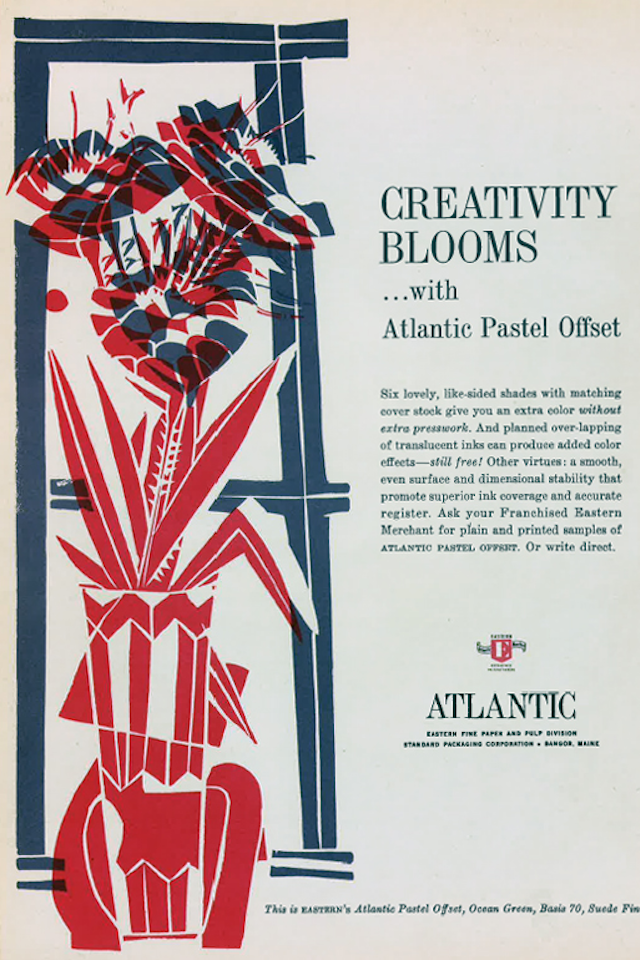 CREATIVITY
BLOOMS
...with
Atlantic Pastel Offset
Six lovely, like-sided shades with matching
cover stock give you an extra color without
extra presswork. And planned over-lapping
of translucent inks can produce added color
effects—still free! Other virtues: a smooth,
even surface and dimensional stability that
promote superior ink coverage and accurate
register. Ask your Franchised Eastern
Merchant for plain and printed samples of
ATLANTIC PASTEL OFFSET. Or write direct.
EASTERN
E
ATLANTIC
EASTERN FINE PAPER AND PULP DIVISION
STANDARD PACKAGING CORPORATION • BANGOR, MAINE
This is EASTERN'S Atlantic Pastel Offset, Ocean Green, Basis 70, Suede Fin